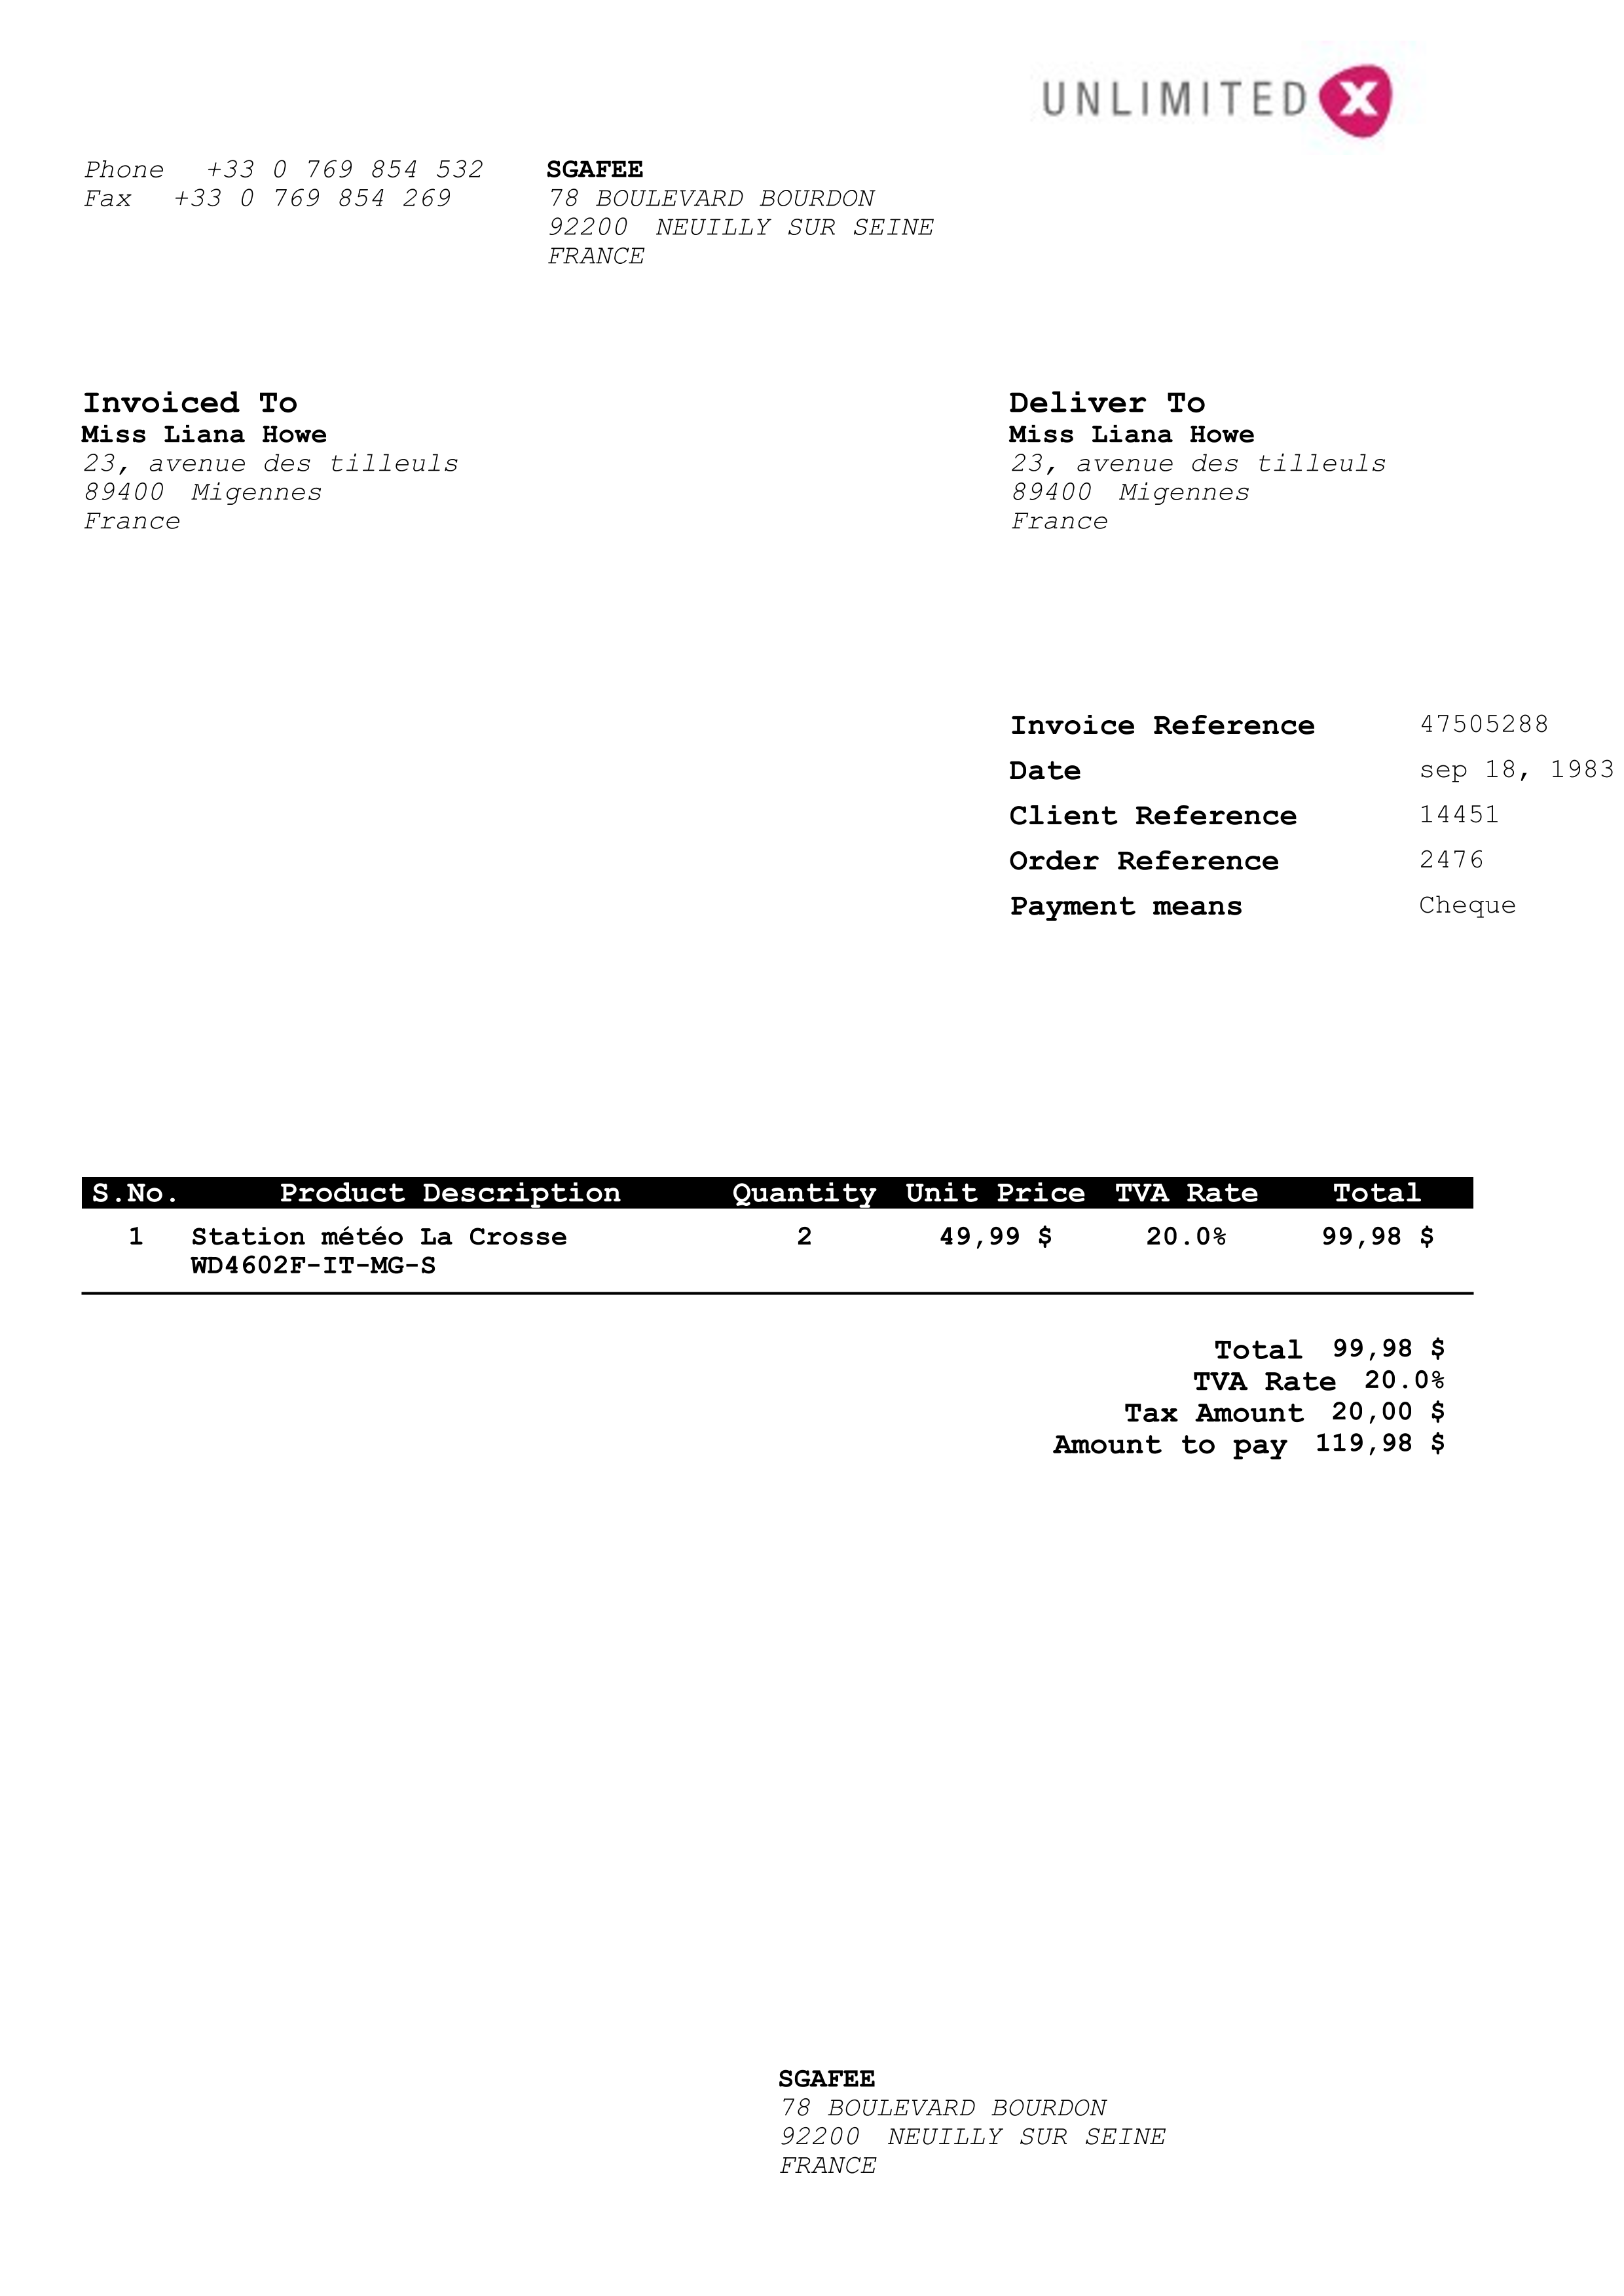 UNLIMITED X
Phone +33 0 769 854 532
Fax +33 0 769 854 269
SGAFEE
78 BOULEVARD BOURDON
92200 NEUILLY SUR SEINE
FRANCE
Invoiced To
Miss Liana Howe
23, avenue des tilleuls
89400 Migennes
France
Deliver To
Miss Liana Howe
23, avenue des tilleuls
89400 Migennes
France
Invoice Reference 47505288
Date sep 18, 1983
Client Reference 14451
Order Reference 2476
Payment means Cheque
S.No. Product Description Quantity Unit Price TVA Rate Total
1 Station météo La Crosse 2 49,99 $ 20.0% 99,98 $
WD4602F-IT-MG-S
Total 99,98 $
TVA Rate 20.0%
Tax Amount 20,00 $
Amount to pay 119,98 $
SGAFEE
78 BOULEVARD BOURDON
92200 NEUILLY SUR SEINE
FRANCE